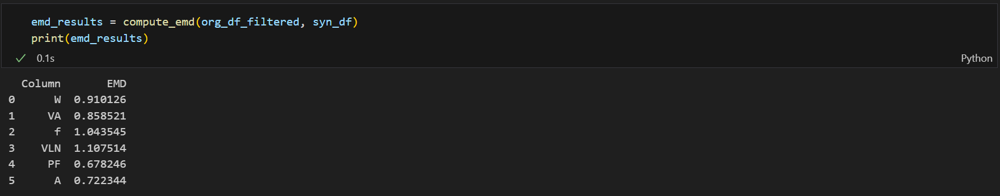 emd_results = compute_emd(org_df_filtered, syn_df)
print(emd_results)
0.1s
Python
Column EMD
0 W 0.910126
1 VA 0.858521
2 f 1.043545
3 VLN 1.107514
4 PF 0.678246
5 A 0.722344